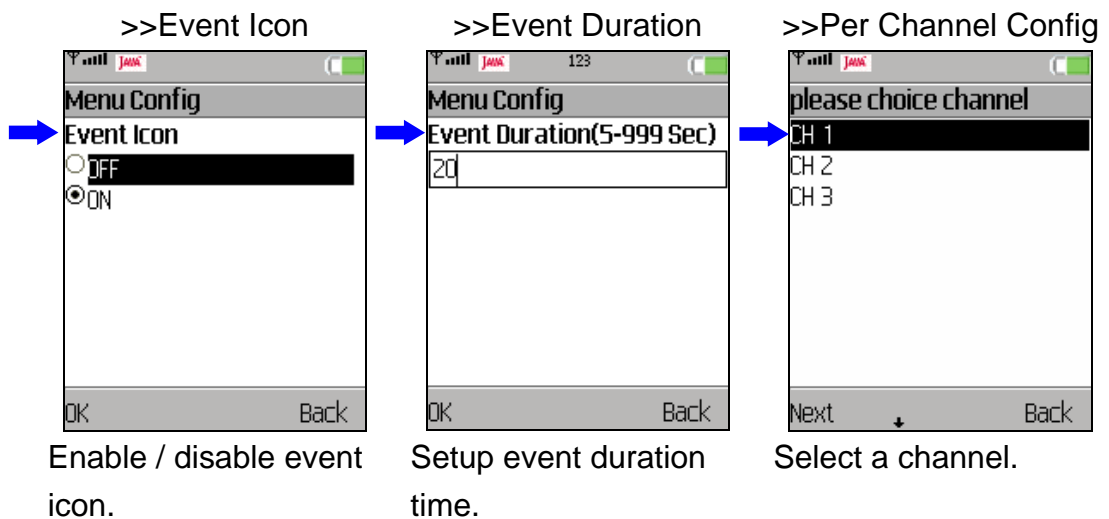 >>Event Icon
JAVA
Menu Config
Event Icon
OFF
ON
OK Back
Enable / disable event
icon.
>>Event Duration
JAVA 123
Menu Config
Event Duration(5-999 Sec)
20
OK Back
Setup event duration
time.
>>Per Channel Config
JAVA
please choice channel
CH 1
CH 2
CH 3
Next Back
Select a channel.